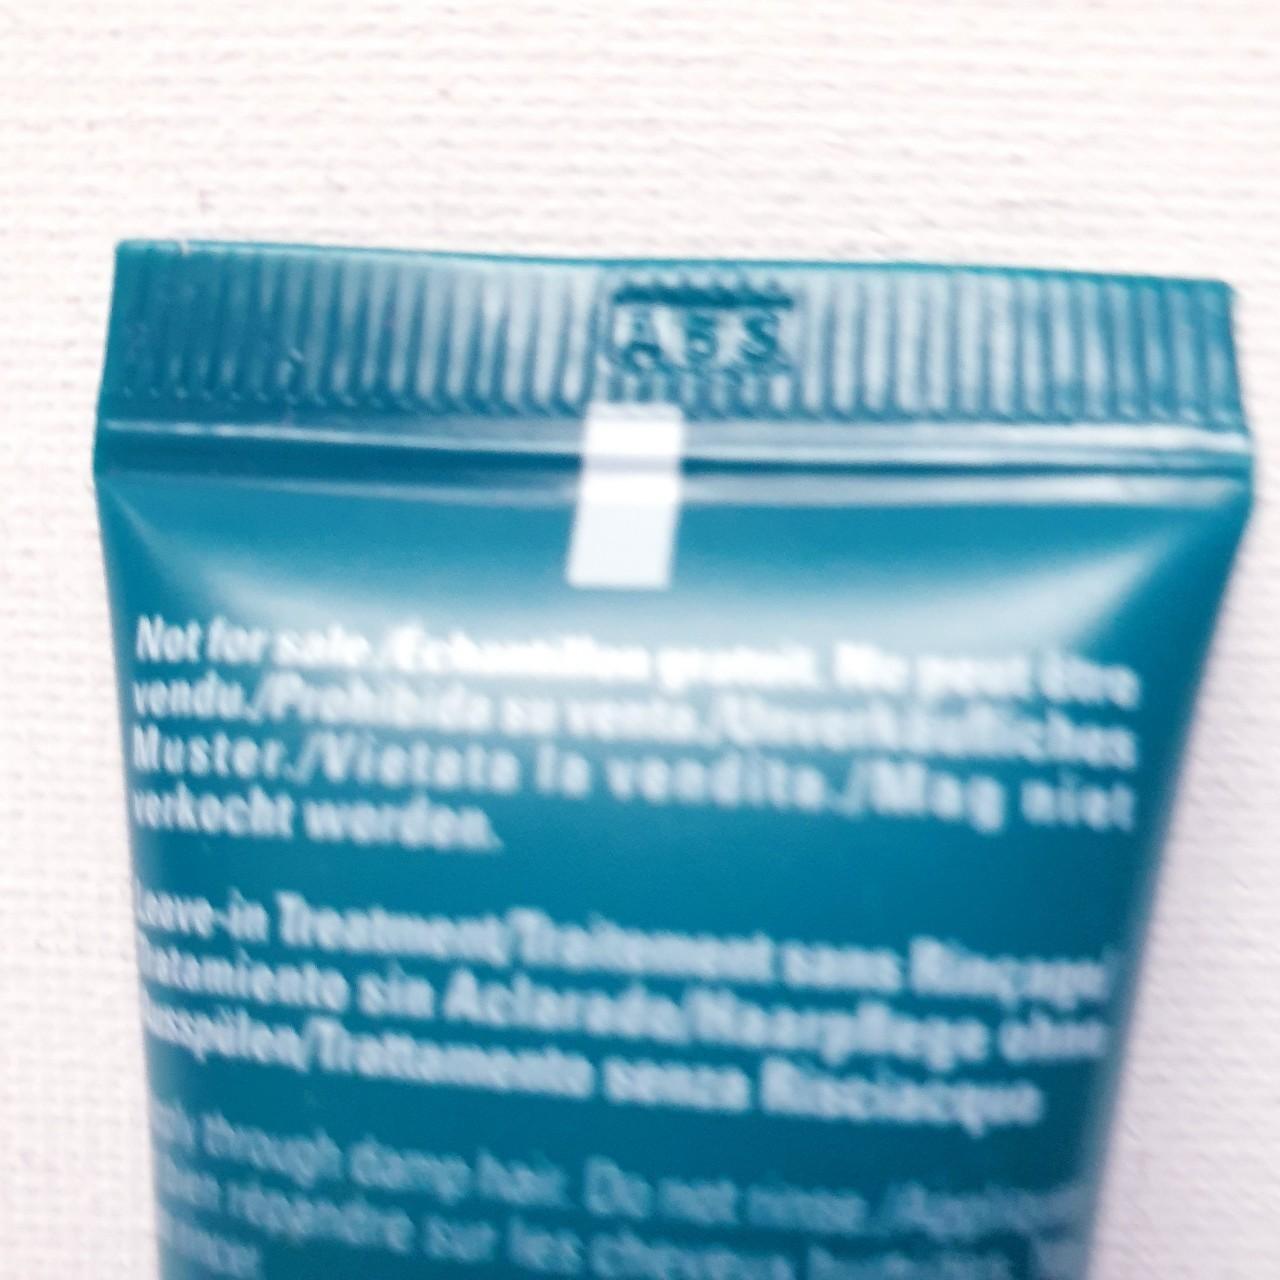 A5S
Not for sale./Échantillon gratuit. Ne peut être
vendu./Prohibida su venta./Unverkäufliches
Muster./Vietata la vendita./Mag niet
verkocht worden.
Leave-in Treatment/Traitement sans Rinçage/
Tratamiento sin Aclarado/Haarpflege ohne
Ausspülen/Trattamento senza Risciacquo
through damp hair. Do not rinse./
répandre sur les cheveux